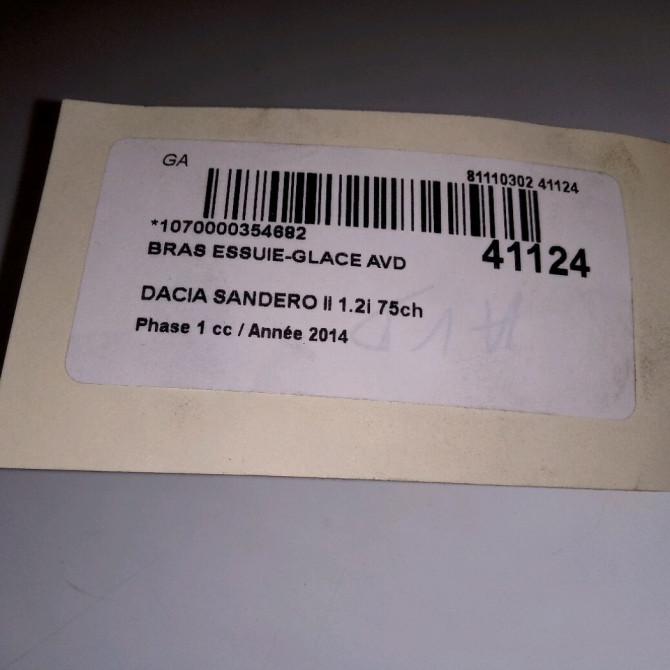 GA
81110302 41124
*1070000354682
41124
BRAS ESSUIE-GLACE AVD
DACIA SANDERO II 1.2i 75ch
Phase 1 cc / Année 2014
AVD